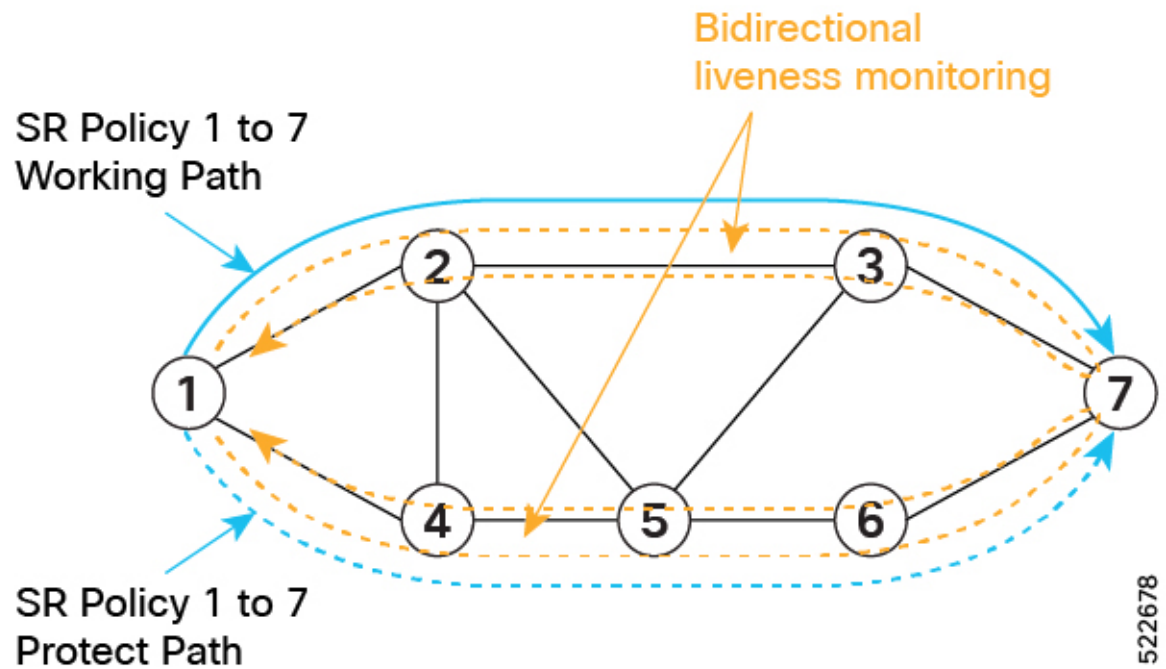 Bidirectional
liveness monitoring
SR Policy 1 to 7
Working Path
2
3
1
7
4
5
6
SR Policy 1 to 7
Protect Path
522678